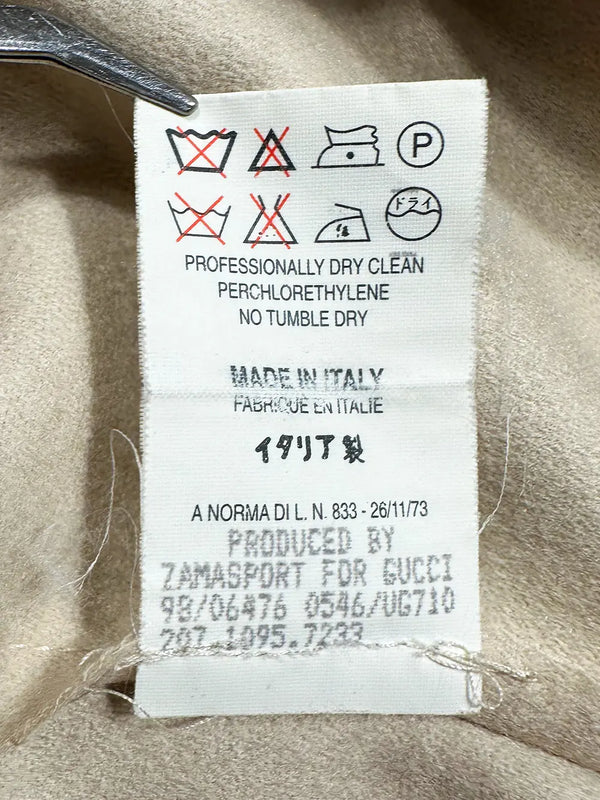 P
ドライ
PROFESSIONALLY DRY CLEAN
PERCHLORETHYLENE
NO TUMBLE DRY
MADE IN ITALY
FABRIQUE EN ITALIE
イタリア製
A NORMA DI L. N. 833 - 26/11/73
PRODUCED BY
ZAMASPORT FOR GUCCI
98/06476 0546/UG710
207.1095.7233